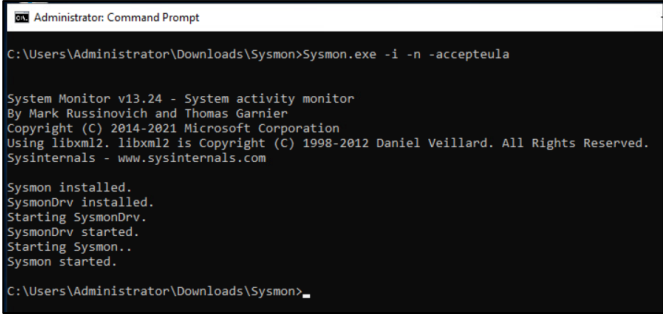 Administrator: Command Prompt
C:\Users\Administrator\Downloads\Sysmon>Sysmon.exe -i -n -accepteula
System Monitor v13.24 - System activity monitor
By Mark Russinovich and Thomas Garnier
Copyright (C) 2014-2021 Microsoft Corporation
Using libxml2. libxml2 is Copyright (C) 1998-2012 Daniel Veillard. All Rights Reserved.
Sysinternals - www.sysinternals.com
Sysmon installed.
SysmonDrv installed.
Starting SysmonDrv.
SysmonDrv started.
Starting Sysmon..
Sysmon started.
C:\Users\Administrator\Downloads\Sysmon>